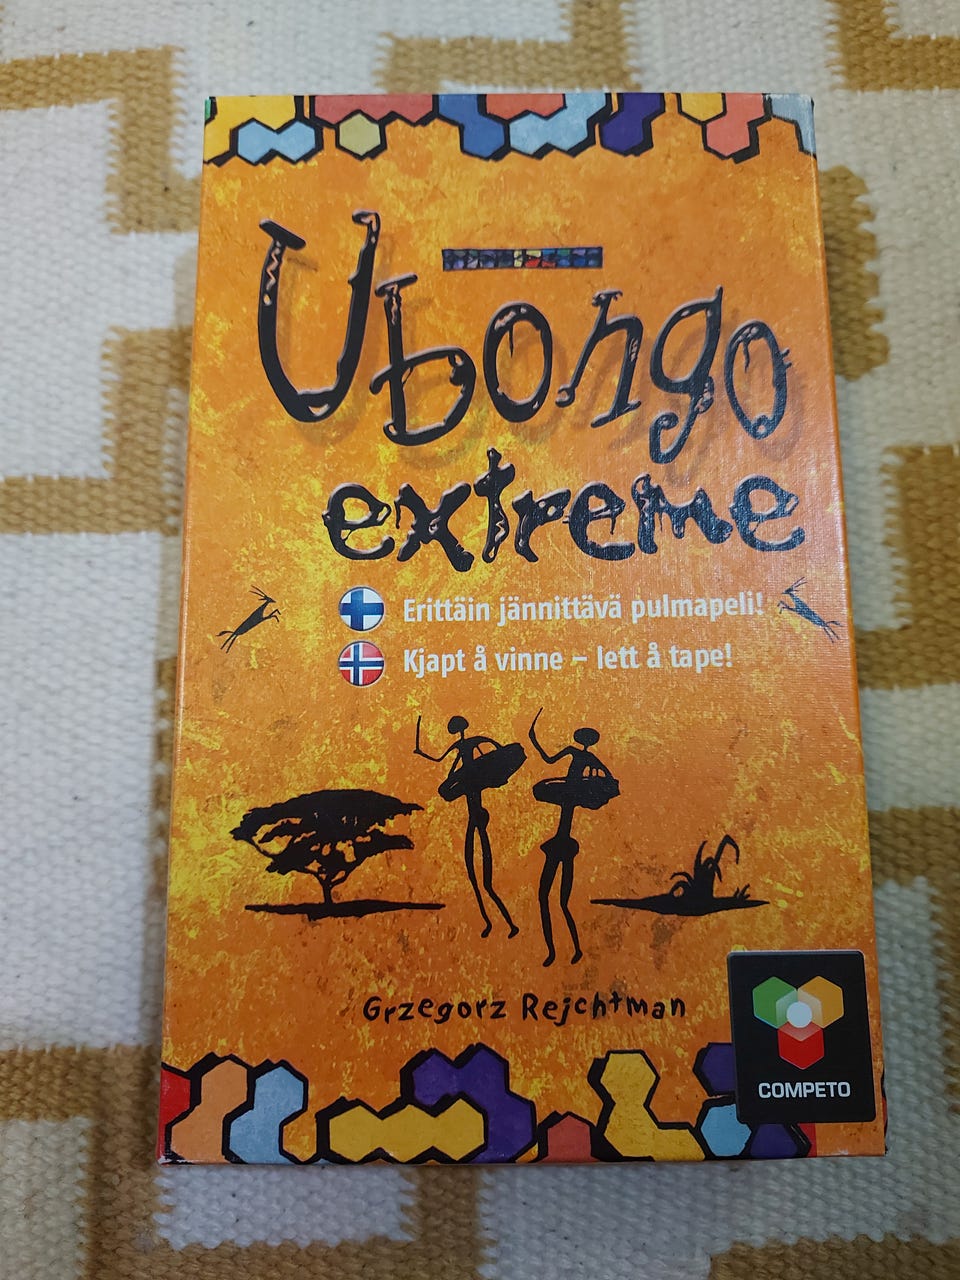 Ubongo
extreme
Erittäin jännittävä pulmapeli!
Kjapt å vinne – lett å tape!
Grzegorz Rejchtman
COMPETO